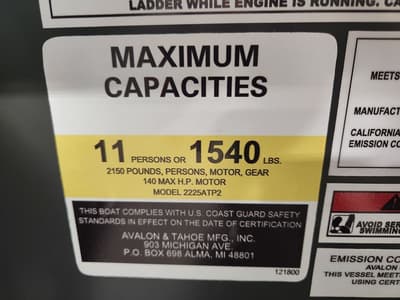 LADDER WHILE ENGINE IS RUNNING. CA
MAXIMUM
CAPACITIES
11 PERSONS OR 1540 LBS.
2150 POUNDS, PERSONS, MOTOR, GEAR
140 MAX H.P. MOTOR
MODEL 2225ATP2
THIS BOAT COMPLIES WITH U.S. COAST GUARD SAFETY
STANDARDS IN EFFECT ON THE DATE OF CERTIFICATION
AVALON & TAHOE MFG., INC.
903 MICHIGAN AVE.
P.O. BOX 698 ALMA, MI 48801
121800
MEETS
MANUFACT
CALIFORNIA
EMISSION CO
AVOID SER
SWIMMING
EMISSION CO
AVALON
THIS VESSEL MEET
EMISS